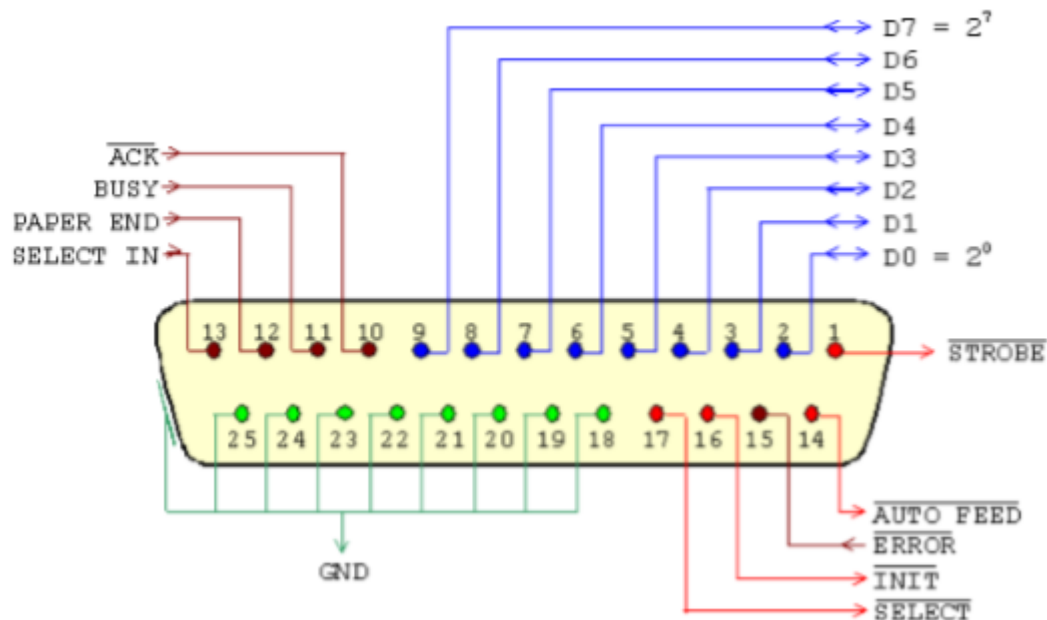 D7 = 2⁷
D6
D5
D4
D3
D2
D1
D0 = 2⁰
ACK
BUSY
PAPER END
SELECT IN
13 12 11 10 9 8 7 6 5 4 3 2 1
STROBE
25 24 23 22 21 20 19 18 17 16 15 14
AUTO FEED
ERROR
INIT
SELECT
GND